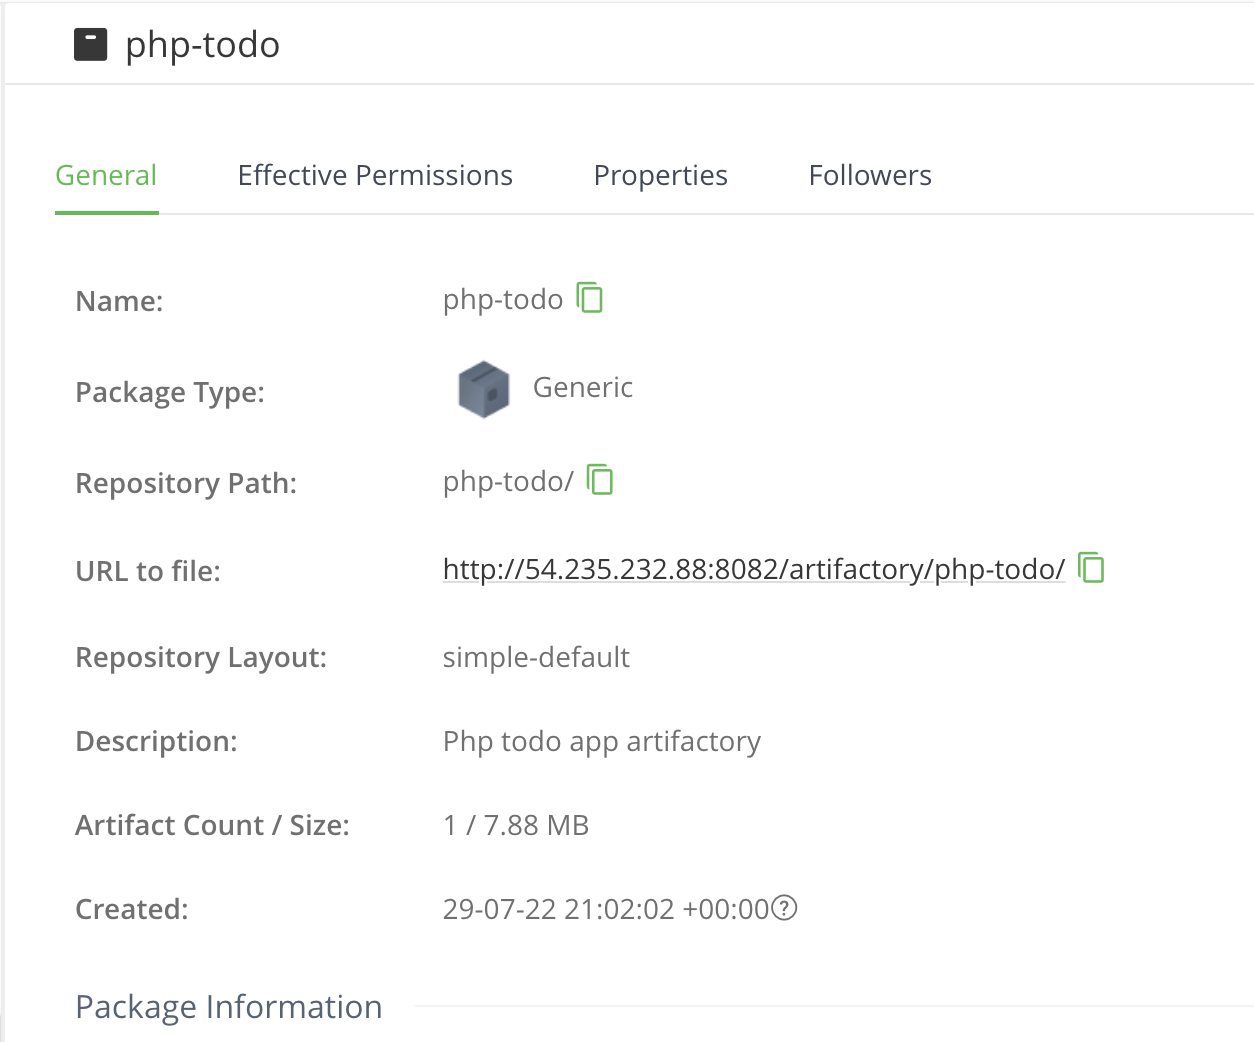 php-todo
General Effective Permissions Properties Followers
Name: php-todo
Package Type: Generic
Repository Path: php-todo/
URL to file: http://54.235.232.88:8082/artifactory/php-todo/
Repository Layout: simple-default
Description: Php todo app artifactory
Artifact Count / Size: 1 / 7.88 MB
Created: 29-07-22 21:02:02 +00:00?
Package Information